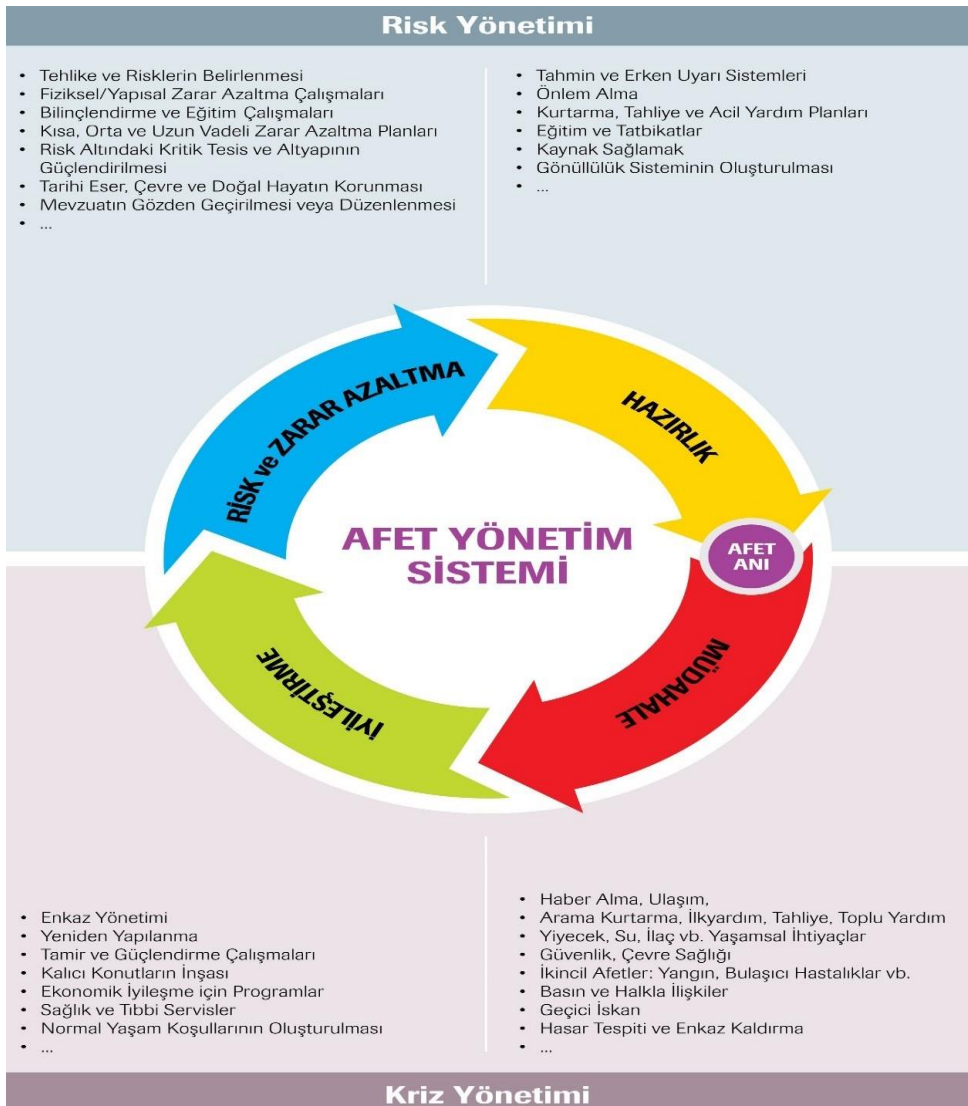 Risk Yönetimi
• Tehlike ve Risklerin Belirlenmesi
• Fiziksel/Yapısal Zarar Azaltma Çalışmaları
• Bilinçlendirme ve Eğitim Çalışmaları
• Kısa, Orta ve Uzun Vadeli Zarar Azaltma Planları
• Risk Altındaki Kritik Tesis ve Altyapının
Güçlendirilmesi
• Tarihi Eser, Çevre ve Doğal Hayatın Korunması
• Mevzuatın Gözden Geçirilmesi veya Düzenlenmesi
• ...
• Tahmin ve Erken Uyarı Sistemleri
• Önlem Alma
• Kurtarma, Tahliye ve Acil Yardım Planları
• Eğitim ve Tatbikatlar
• Kaynak Sağlamak
• Gönüllülük Sisteminin Oluşturulması
• ...
RİSK ve ZARAR AZALTMA
HAZIRLIK
AFET YÖNETİM
SİSTEMİ
AFET
ANI
MÜDAHALE
İYİLEŞTİRME
• Enkaz Yönetimi
• Yeniden Yapılanma
• Tamir ve Güçlendirme Çalışmaları
• Kalıcı Konutların İnşası
• Ekonomik İyileşme için Programlar
• Sağlık ve Tıbbi Servisler
• Normal Yaşam Koşullarının Oluşturulması
• ...
• Haber Alma, Ulaşım,
• Arama Kurtarma, İlkyardım, Tahliye, Toplu Yardım
• Yiyecek, Su, İlaç vb. Yaşamsal İhtiyaçlar
• Güvenlik, Çevre Sağlığı
• İkincil Afetler: Yangın, Bulaşıcı Hastalıklar vb.
• Basın ve Halkla İlişkiler
• Geçici İskan
• Hasar Tespiti ve Enkaz Kaldırma
• ...
Kriz Yönetimi